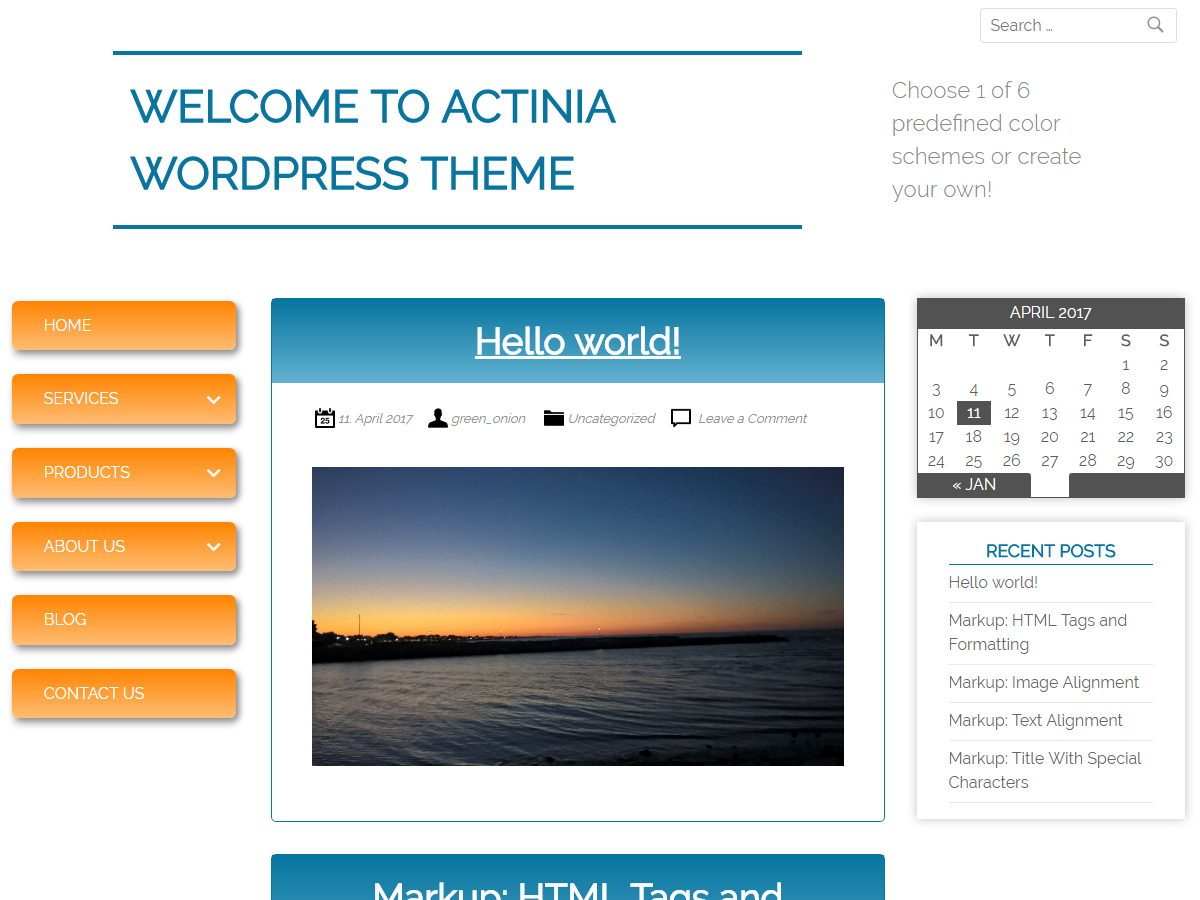 Search …
WELCOME TO ACTINIA
WORDPRESS THEME
Choose 1 of 6
predefined color
schemes or create
your own!
HOME
SERVICES
PRODUCTS
ABOUT US
BLOG
CONTACT US
Hello world!
25 11. April 2017 green_onion Uncategorized Leave a Comment
Markup: HTML Tags and
APRIL 2017
M T W T F S S
1 2
3 4 5 6 7 8 9
10 11 12 13 14 15 16
17 18 19 20 21 22 23
24 25 26 27 28 29 30
« JAN
RECENT POSTS
Hello world!
Markup: HTML Tags and
Formatting
Markup: Image Alignment
Markup: Text Alignment
Markup: Title With Special
Characters